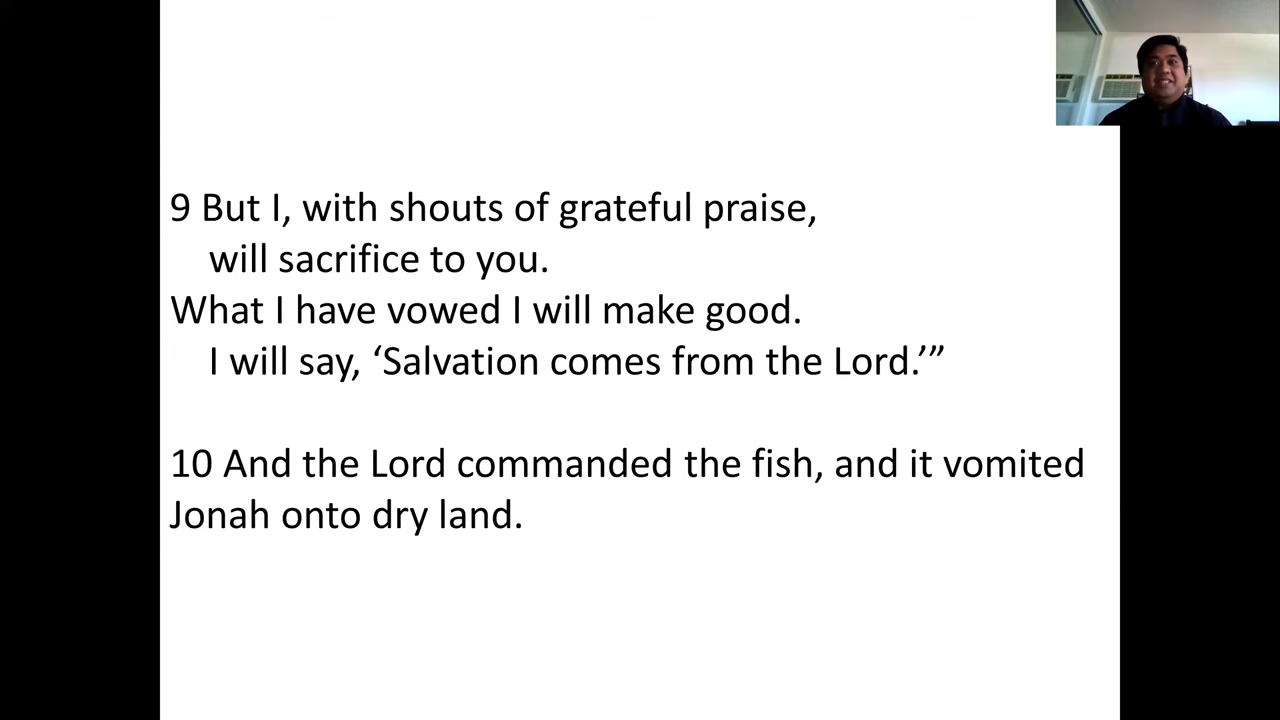 9 But I, with shouts of grateful praise,
will sacrifice to you.
What I have vowed I will make good.
I will say, ‘Salvation comes from the Lord.’”
10 And the Lord commanded the fish, and it vomited
Jonah onto dry land.